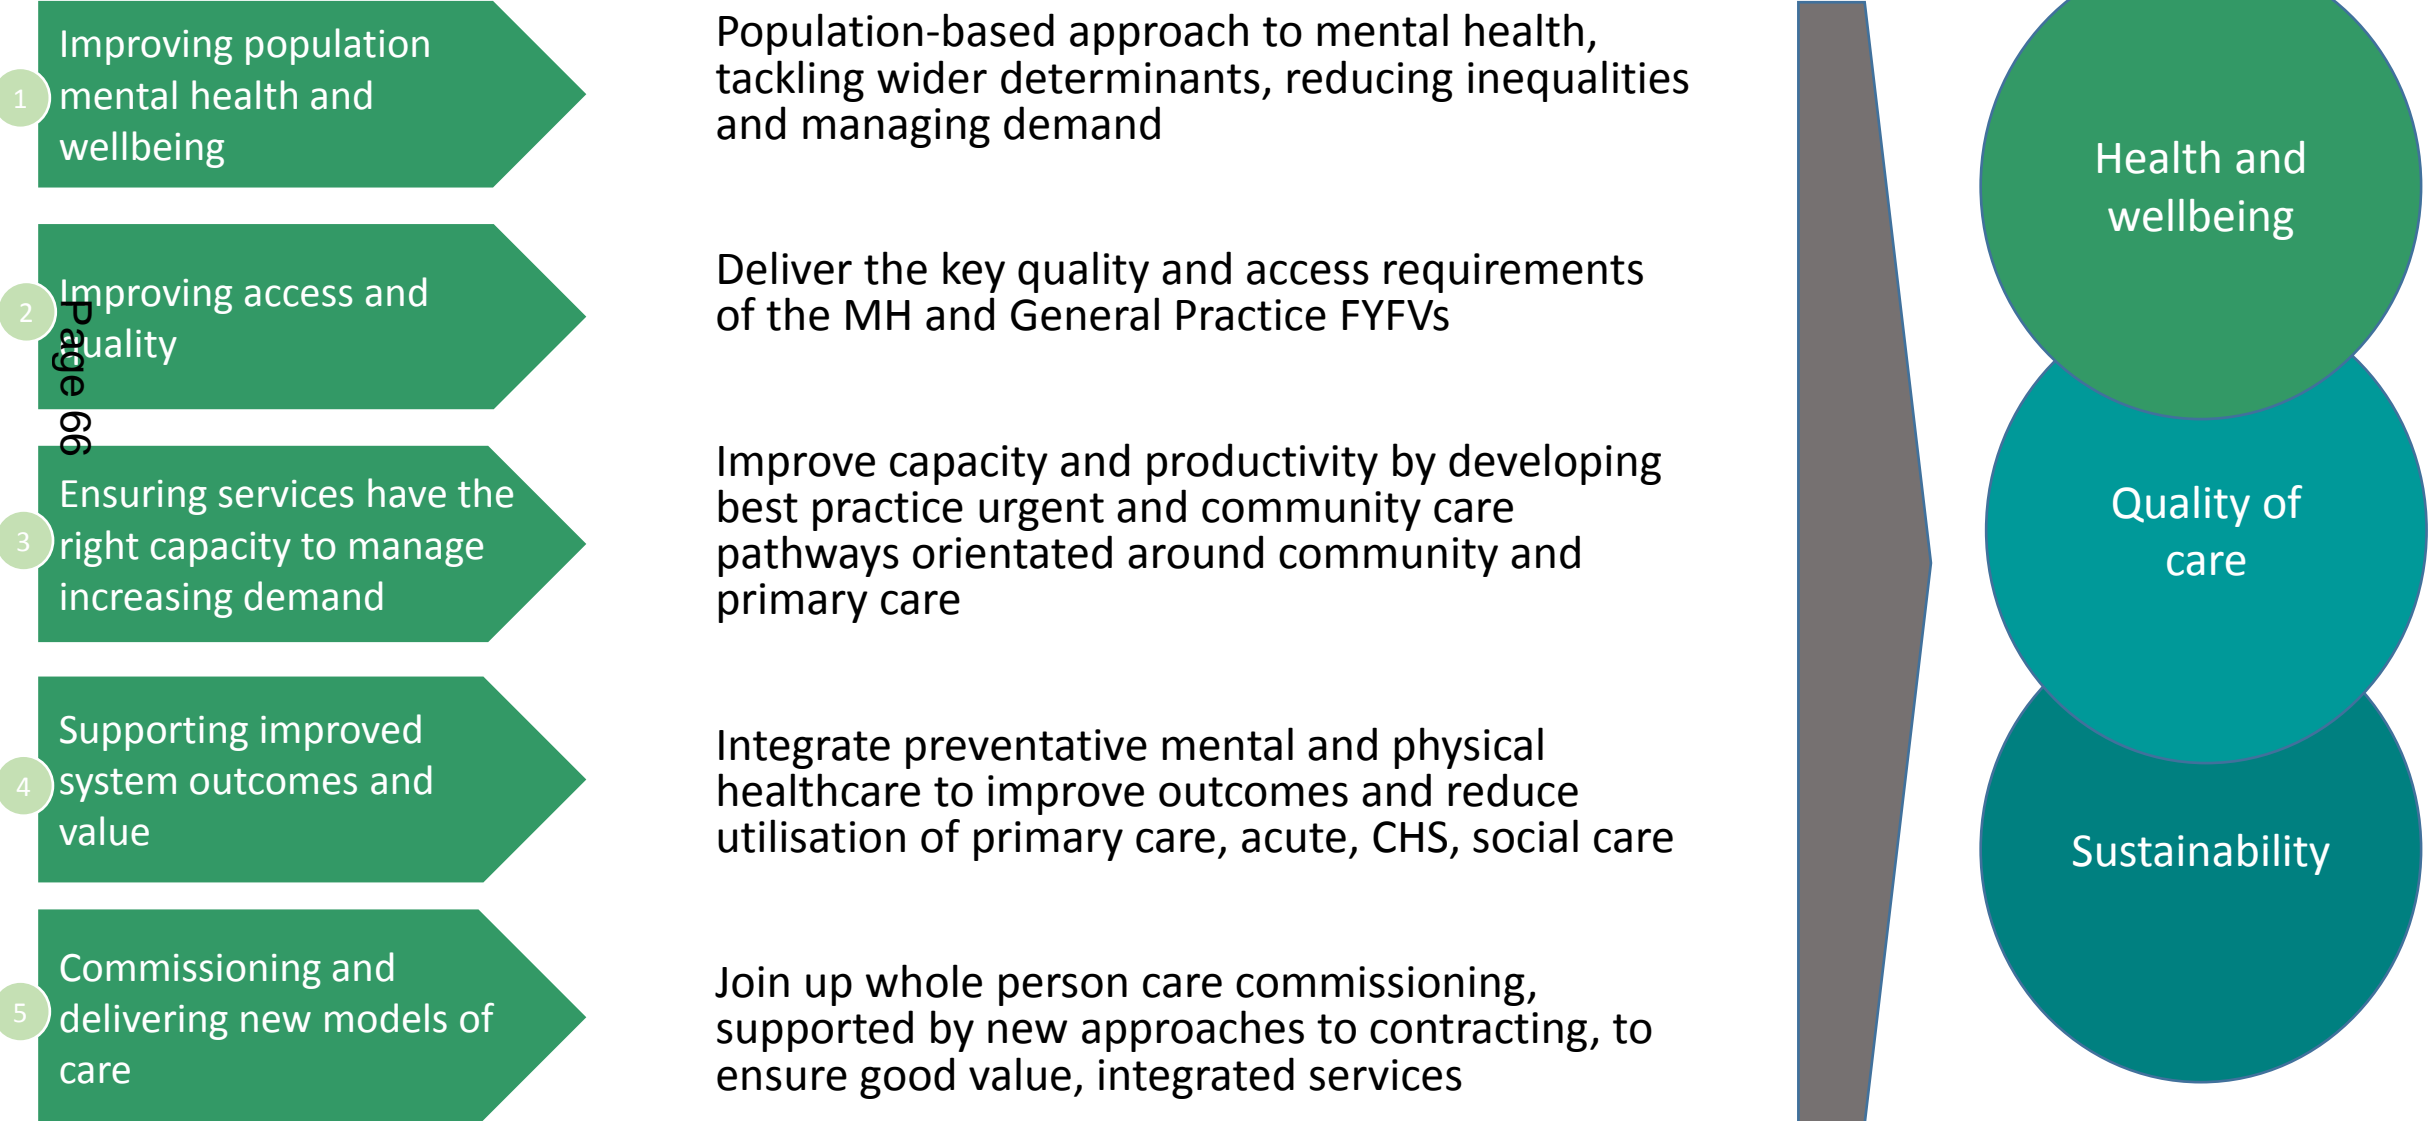 1
Improving population
mental health and
wellbeing
Population-based approach to mental health,
tackling wider determinants, reducing inequalities
and managing demand
2
Improving access and
quality
Deliver the key quality and access requirements
of the MH and General Practice FYFVs
Page 66
3
Ensuring services have the
right capacity to manage
increasing demand
Improve capacity and productivity by developing
best practice urgent and community care
pathways orientated around community and
primary care
4
Supporting improved
system outcomes and
value
Integrate preventative mental and physical
healthcare to improve outcomes and reduce
utilisation of primary care, acute, CHS, social care
5
Commissioning and
delivering new models of
care
Join up whole person care commissioning,
supported by new approaches to contracting, to
ensure good value, integrated services
Health and
wellbeing
Quality of
care
Sustainability